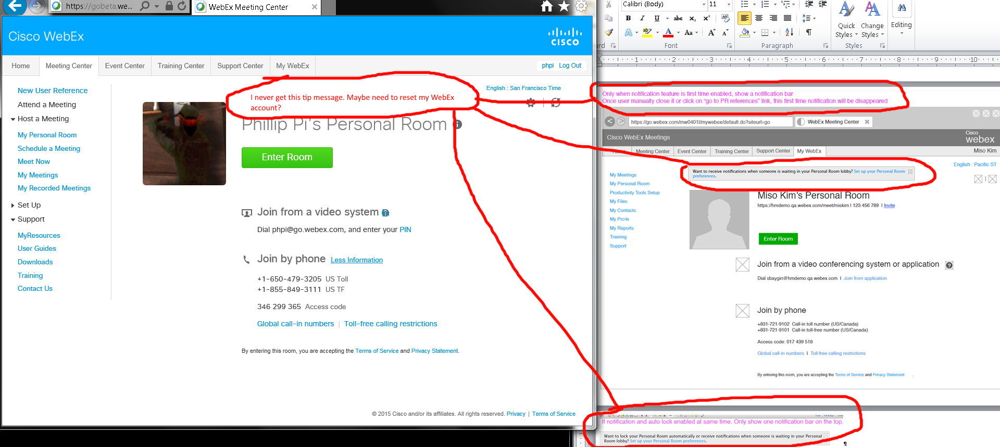 https://gobeta.we...
WebEx Meeting Center
Cisco WebEx
CISCO
Home
Meeting Center
Event Center
Training Center
Support Center
My WebEx
phpi
Log Out
New User Reference
Attend a Meeting
Host a Meeting
My Personal Room
Schedule a Meeting
Meet Now
My Meetings
My Recorded Meetings
Set Up
Support
MyResources
User Guides
Downloads
Training
Contact Us
English : San Francisco Time
I never get this tip message. Maybe need to reset my WebEx
account?
Phillip Pi's Personal Room
Enter Room
Join from a video system
Dial phpi@go.webex.com, and enter your PIN
Join by phone Less Information
+1-650-479-3205 US Toll
+1-855-849-3111 US TF
346 299 365 Access code
Global call-in numbers | Toll-free calling restrictions
By entering this room, you are accepting the Terms of Service and Privacy Statement.
© 2015 Cisco and/or its affiliates. All rights reserved. Privacy | Terms of Service
Calibri (Body)
11
Quick
Styles
Change
Styles
Editing
Font
Paragraph
Styles
1 2 3 4 5 6 7 8 9 10
Only when notification feature is first time enabled, show a notification bar
Once user manually close it or click on “go to PR references” link, this first time notification will be disappeared
https://go.webex.com/mw0401l/mywebex/default.do?siteurl=go
WebEx Meeting Center
Cisco WebEx Meetings
Cisco
webex
Meeting Center
Event Center
Training Center
Support Center
My WebEx
Miso Kim
English : Pacific ST
Want to receive notifications when someone is waiting in your Personal Room lobby? Set up your Personal Room
preferences.
My Meetings
My Personal Room
Productivity Tools Setup
My Files
My Contacts
My Prole
My Reports
Training
Support
Miso Kim's Personal Room
https://hmdemo.qa.webex.com/meet/miskim I 123 456 789 I Invite
Enter Room
Join from a video conferencing system or application
Dial sbaygin@hmdemo.qa.webex.com I Join from application
Join by phone
+831-721-9102 Call-in toll number (US/Canada)
+831-721-9101 Call-in toll-free number (US/Canada)
Access code: 017 439 518
Global call-in numbers I Toll-free calling restrictions
By entering this room, you are accepting the Terms of Service and Privacy Statement .
If notification and auto lock enabled at same time. Only show one notification bar on the top.
Want to lock your Personal Room automatically or receive notifications when someone is waiting in your Personal
Room lobby? Set up your Personal Room preferences.